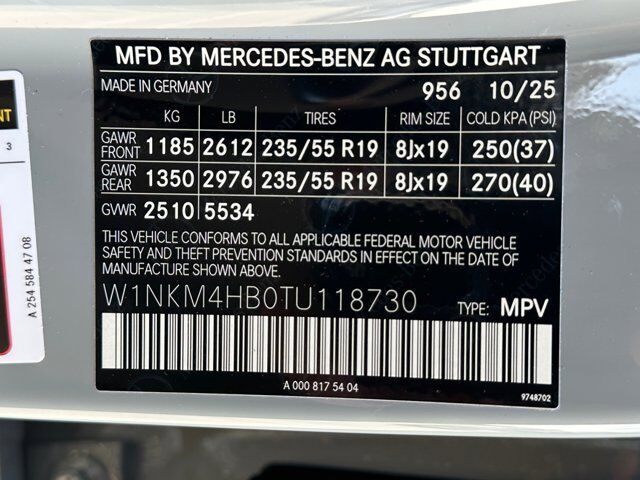 MFD BY MERCEDES-BENZ AG STUTTGART
MADE IN GERMANY 956 10/25
KG LB TIRES RIM SIZE COLD KPA (PSI)
GAWR FRONT 1185 2612 235/55 R19 8Jx19 250(37)
GAWR REAR 1350 2976 235/55 R19 8Jx19 270(40)
GVWR 2510 5534
THIS VEHICLE CONFORMS TO ALL APPLICABLE FEDERAL MOTOR VEHICLE
SAFETY AND THEFT PREVENTION STANDARDS IN EFFECT ON THE
DATE OF MANUFACTURE SHOWN ABOVE.
W1NKM4HB0TU118730 TYPE: MPV
A 000 817 54 04
9748702
3
A 254 584 47 08